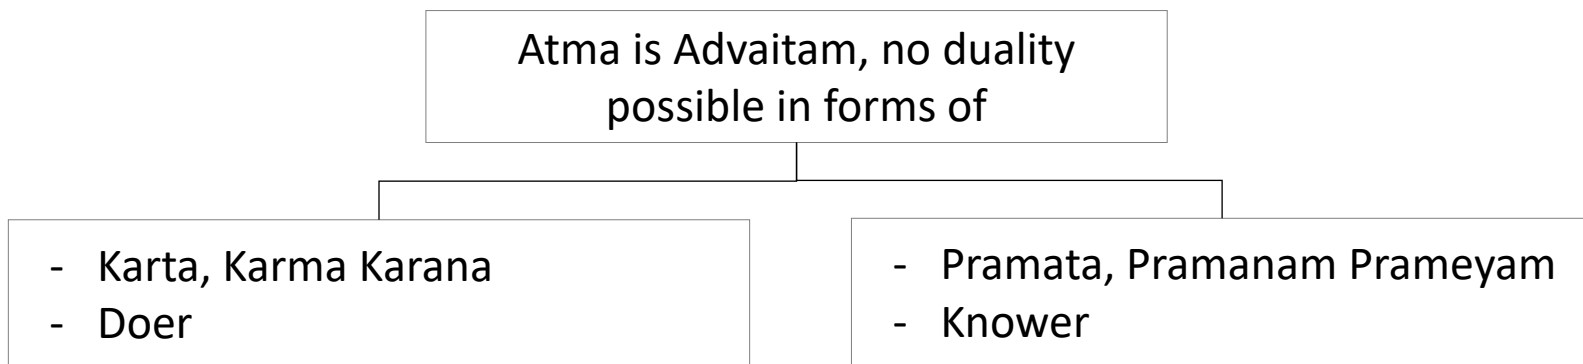 Atma is Advaitam, no duality
possible in forms of
- Karta, Karma Karana
- Doer
- Pramata, Pramanam Prameyam
- Knower